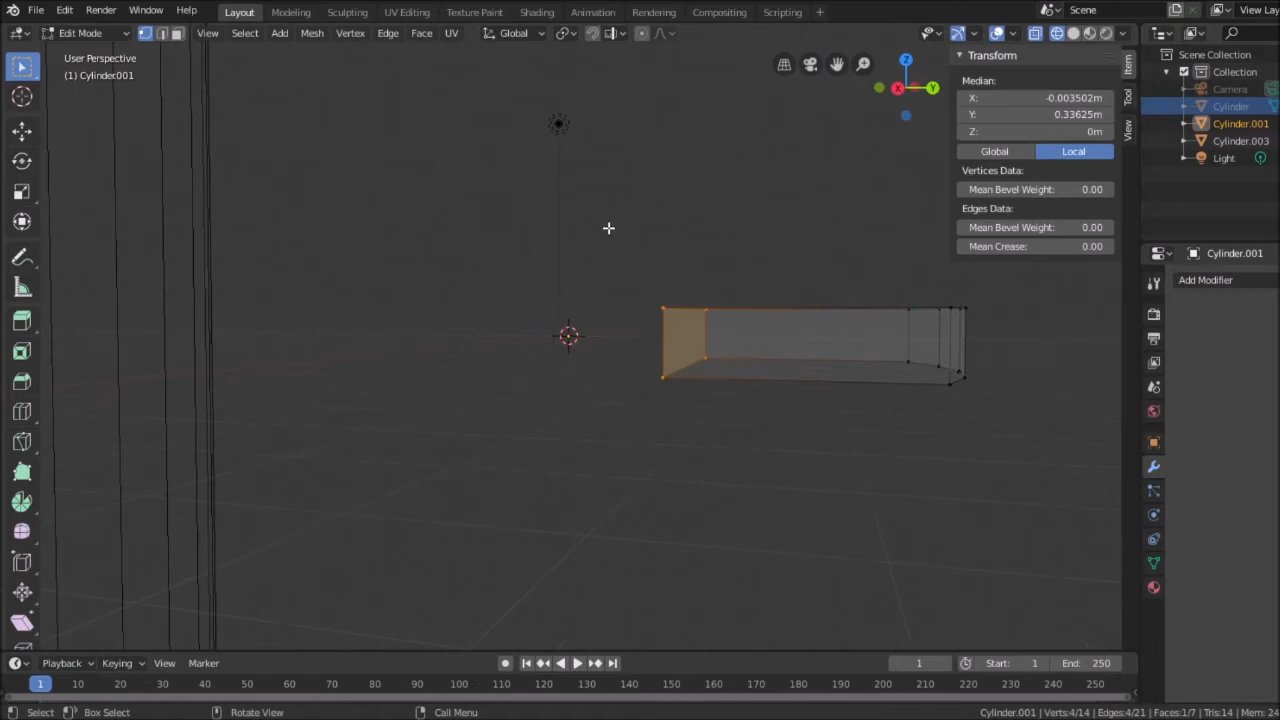 File Edit Render Window Help Layout Modeling Sculpting UV Editing Texture Paint Shading Animation Rendering Compositing Scripting + Scene View Lay
Edit Mode View Select Add Mesh Vertex Edge Face UV Global
User Perspective
(1) Cylinder001
Z
X Y
Transform
Median:
X: -0.003502m
Y: 0.33625m
Z: 0m
Global Local
Vertices Data:
Mean Bevel Weight: 0.00
Edges Data:
Mean Bevel Weight: 0.00
Mean Crease: 0.00
Item
Tool
View
Scene Collection
Collection
Camera
Cylinder
Cylinder.001
Cylinder.003
Light
Cylinder.001
Add Modifier
Playback Keying View Marker 1 Start: 1 End: 250
1 10 20 30 40 50 60 70 80 90 100 110 120 130 140 150 160 170 180 190 200 210 220 230 240 250
Select Box Select Rotate View Call Menu Cylinder.001 | Verts:4/14 | Edges:4/21 | Faces:1/7 | Tris:14 | Mem: 24